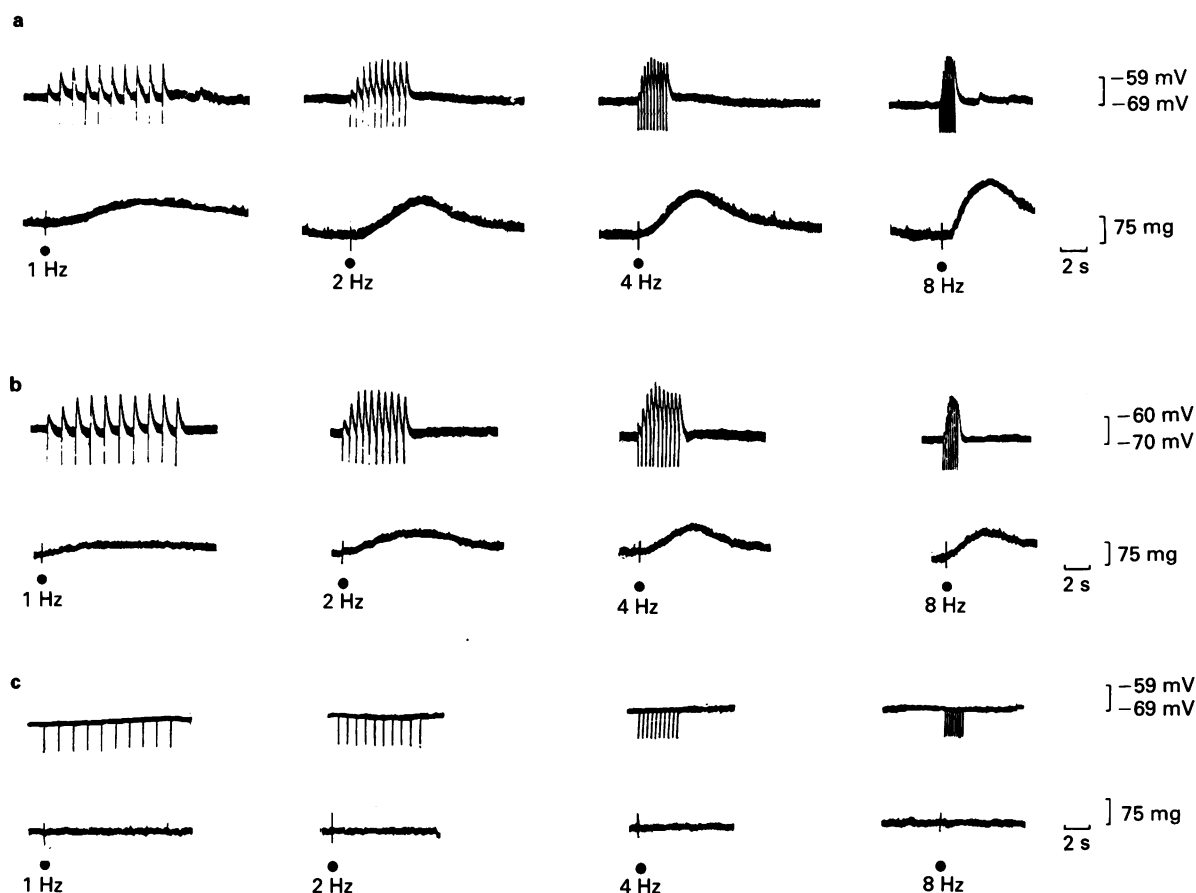 a
−59 mV
−69 mV
75 mg
2 s
1 Hz
2 Hz
4 Hz
8 Hz
b
−60 mV
−70 mV
75 mg
2 s
1 Hz
2 Hz
4 Hz
8 Hz
c
−59 mV
−69 mV
75 mg
2 s
1 Hz
2 Hz
4 Hz
8 Hz